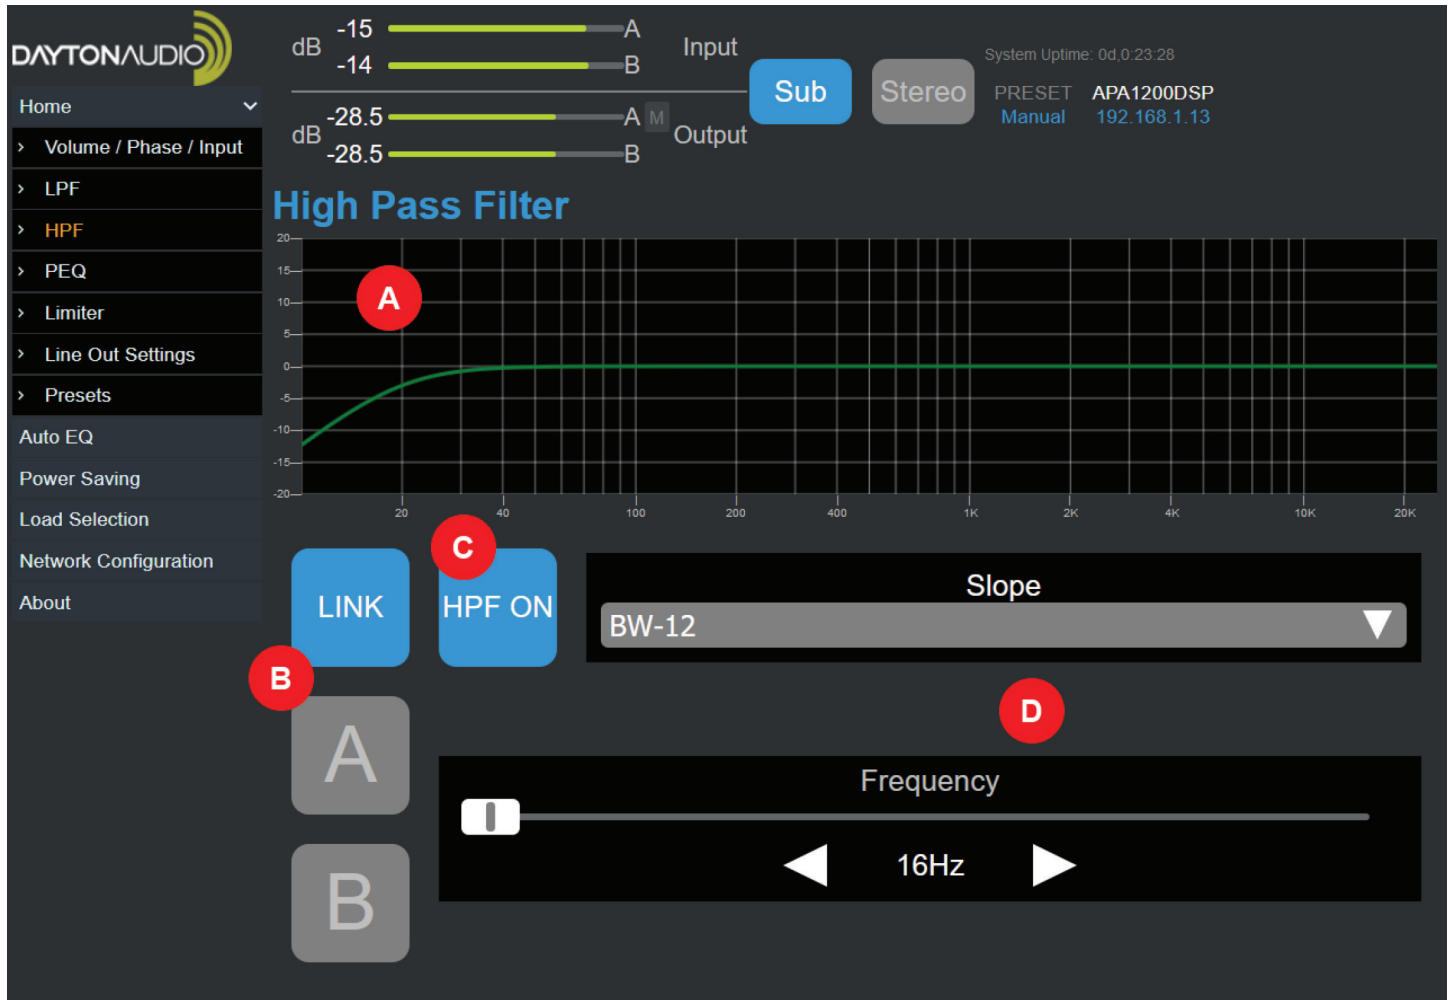 DAYTONAUDIO
Home
Volume / Phase / Input
LPF
HPF
PEQ
Limiter
Line Out Settings
Presets
Auto EQ
Power Saving
Load Selection
Network Configuration
About
dB -15 A Input
-14 B
dB -28.5 A M Output
-28.5 B
Sub
Stereo
System Uptime: 0d,0:23:28
PRESET APA1200DSP
Manual 192.168.1.13
High Pass Filter
20
15
10
5
0
-5
-10
-15
-20
20 40 100 200 400 1K 2K 4K 10K 20K
A
C
LINK
HPF ON
Slope
BW-12
B
D
A
B
Frequency
16Hz